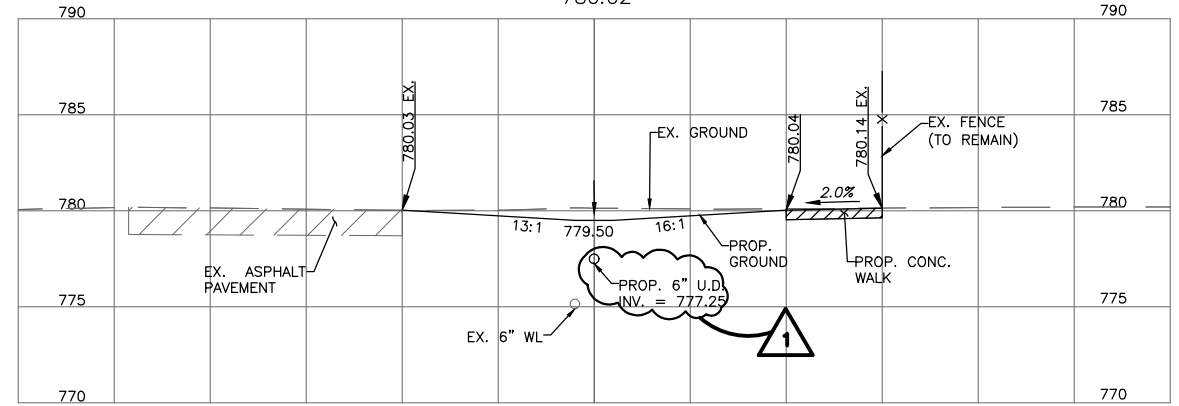 790
790
785
785
780.03 EX.
EX. GROUND
780.04
780.14 EX.
EX. FENCE
(TO REMAIN)
2.0%
780
780
13:1
779.50
16:1
PROP.
GROUND
EX. ASPHALT
PAVEMENT
PROP. 6" U.D.
INV. = 777.25
PROP. CONC.
WALK
775
775
EX. 6" WL
1
770
770